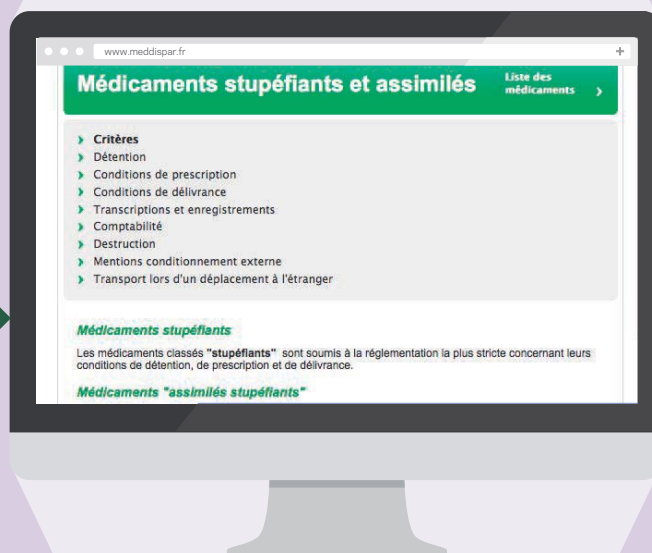 www.meddispar.fr
+
Médicaments stupéfiants et assimilés
Liste des
médicaments
Critères
Détention
Conditions de prescription
Conditions de délivrance
Transcriptions et enregistrements
Comptabilité
Destruction
Mentions conditionnement externe
Transport lors d'un déplacement à l'étranger
Médicaments stupéfiants
Les médicaments classés "stupéfiants" sont soumis à la réglementation la plus stricte concernant leurs
conditions de détention, de prescription et de délivrance.
Médicaments "assimilés stupéfiants"